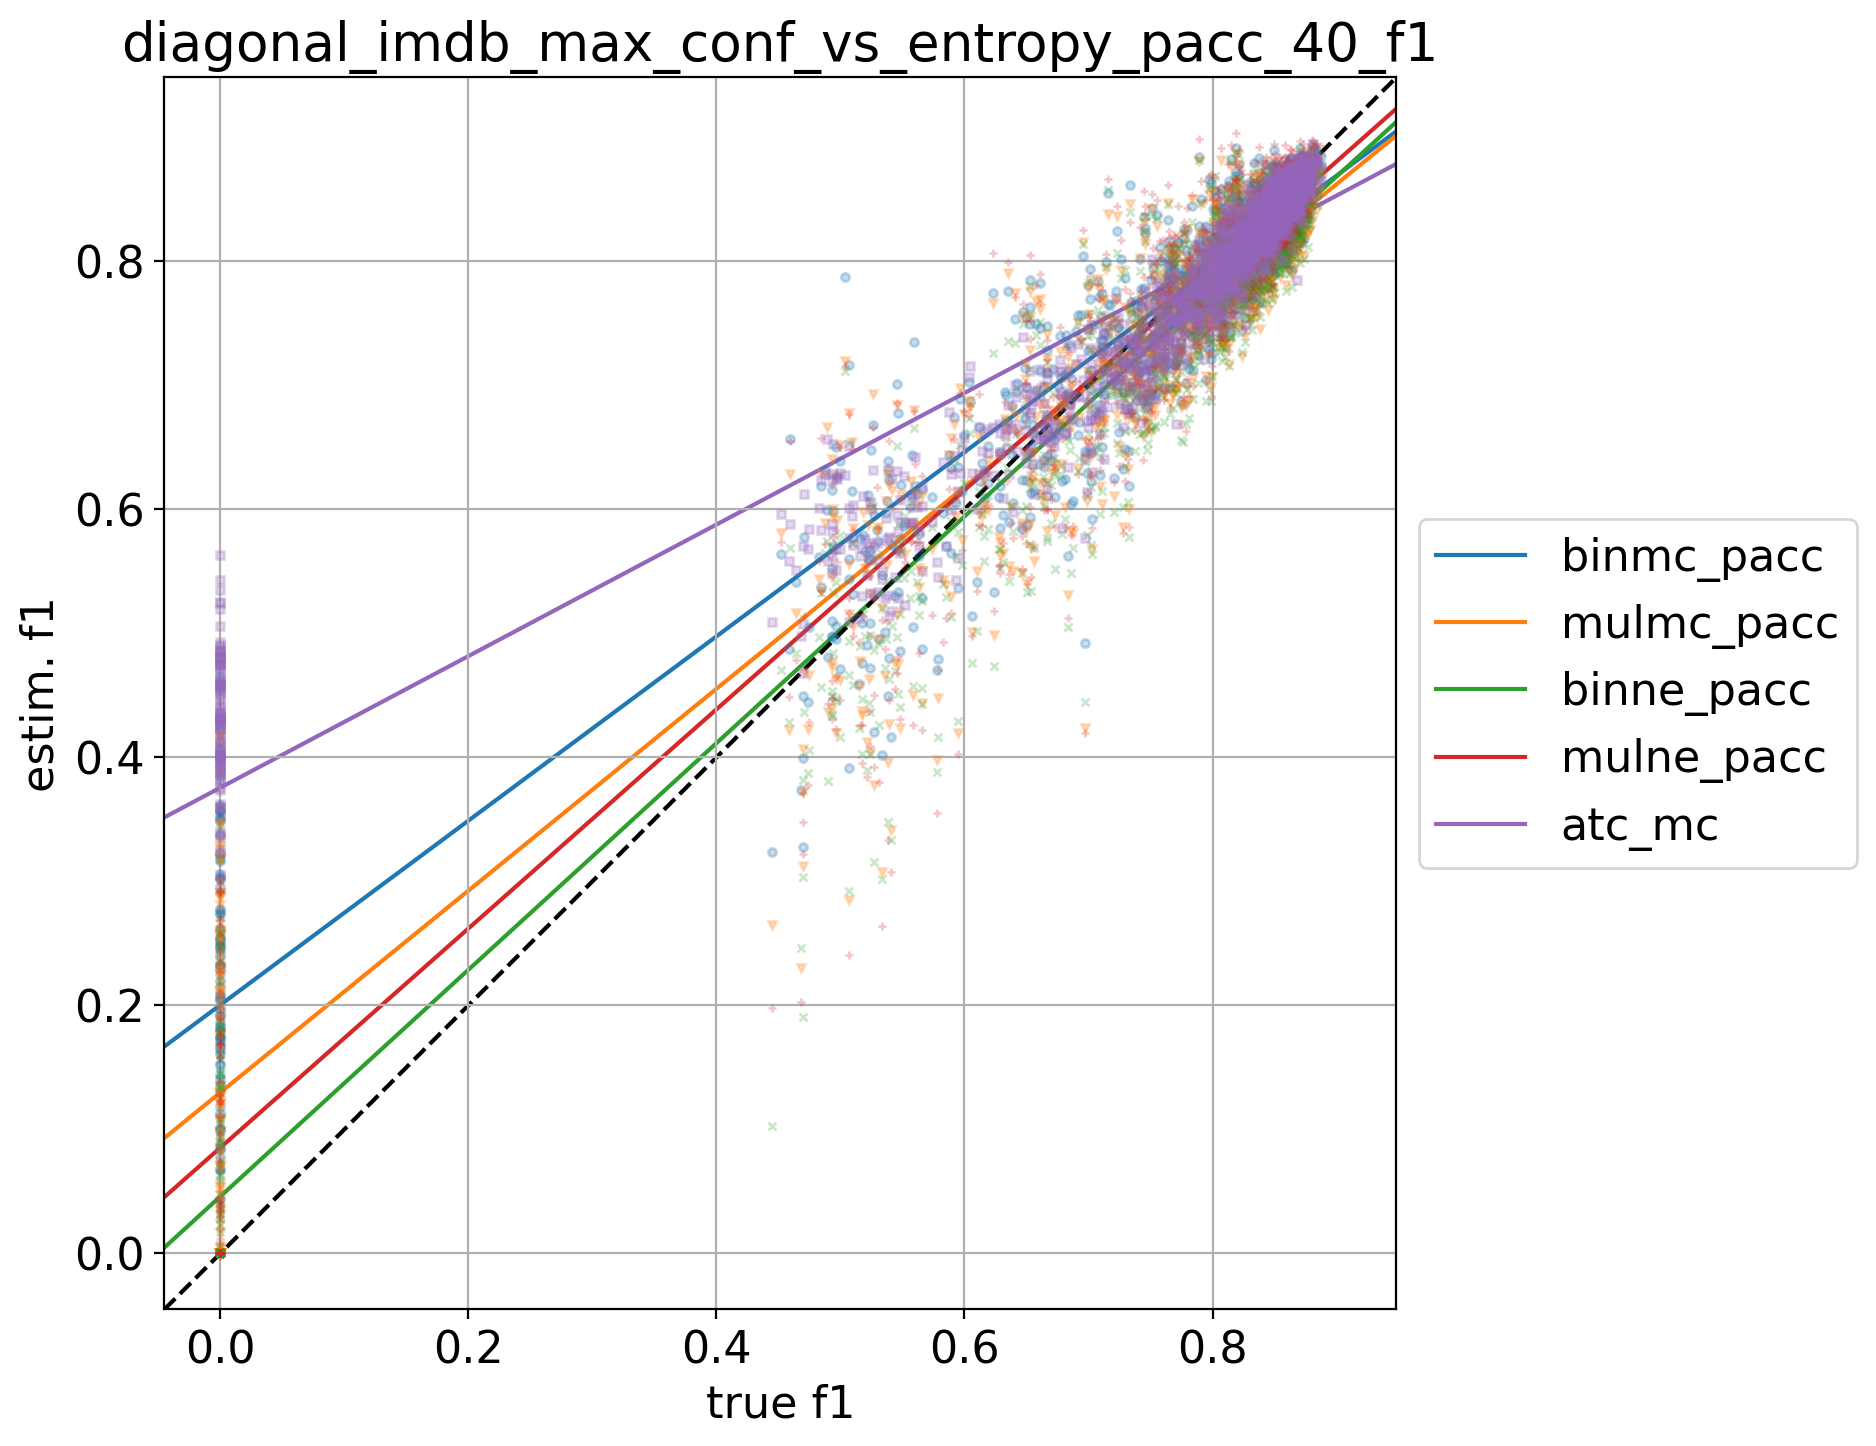 diagonal_imdb_max_conf_vs_entropy_pacc_40_f1
estim. f1
0.8
0.6
0.4
0.2
0.0
0.0 0.2 0.4 0.6 0.8
true f1
binmc_pacc
mulmc_pacc
binne_pacc
mulne_pacc
atc_mc